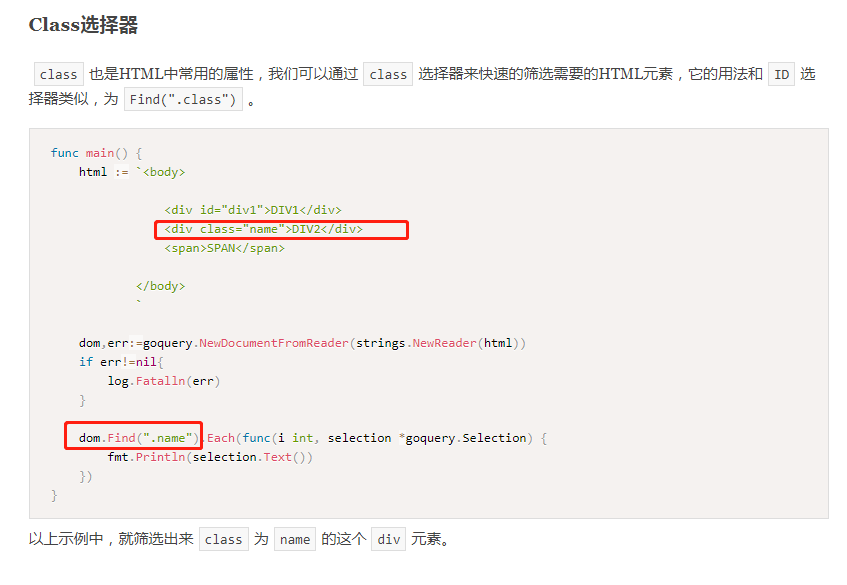 Class选择器
class 也是HTML中常用的属性，我们可以通过 class 选择器来快速的筛选需要的HTML元素，它的用法和 ID 选
择器类似，为 Find(".class") 。
func main() {
    html := `<body>
                <div id="div1">DIV1</div>
                <div class="name">DIV2</div>
                <span>SPAN</span>
            </body>
            `
    dom,err:=goquery.NewDocumentFromReader(strings.NewReader(html))
    if err!=nil{
        log.Fatalln(err)
    }
    dom.Find(".name").Each(func(i int, selection *goquery.Selection) {
        fmt.Println(selection.Text())
    })
}
以上示例中，就筛选出来 class 为 name 的这个 div 元素。